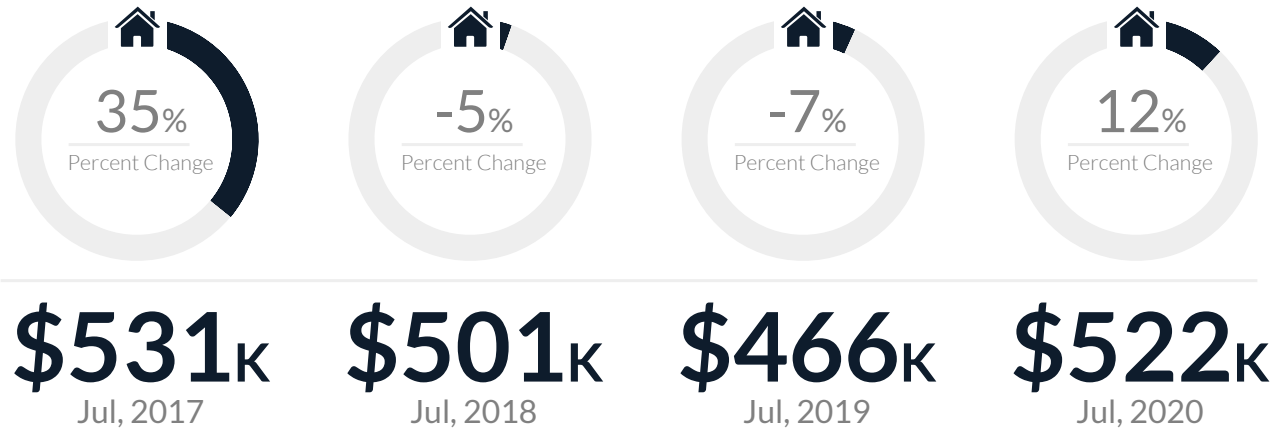 35%
Percent Change
$531K
Jul, 2017
-5%
Percent Change
$501K
Jul, 2018
-7%
Percent Change
$466K
Jul, 2019
12%
Percent Change
$522K
Jul, 2020